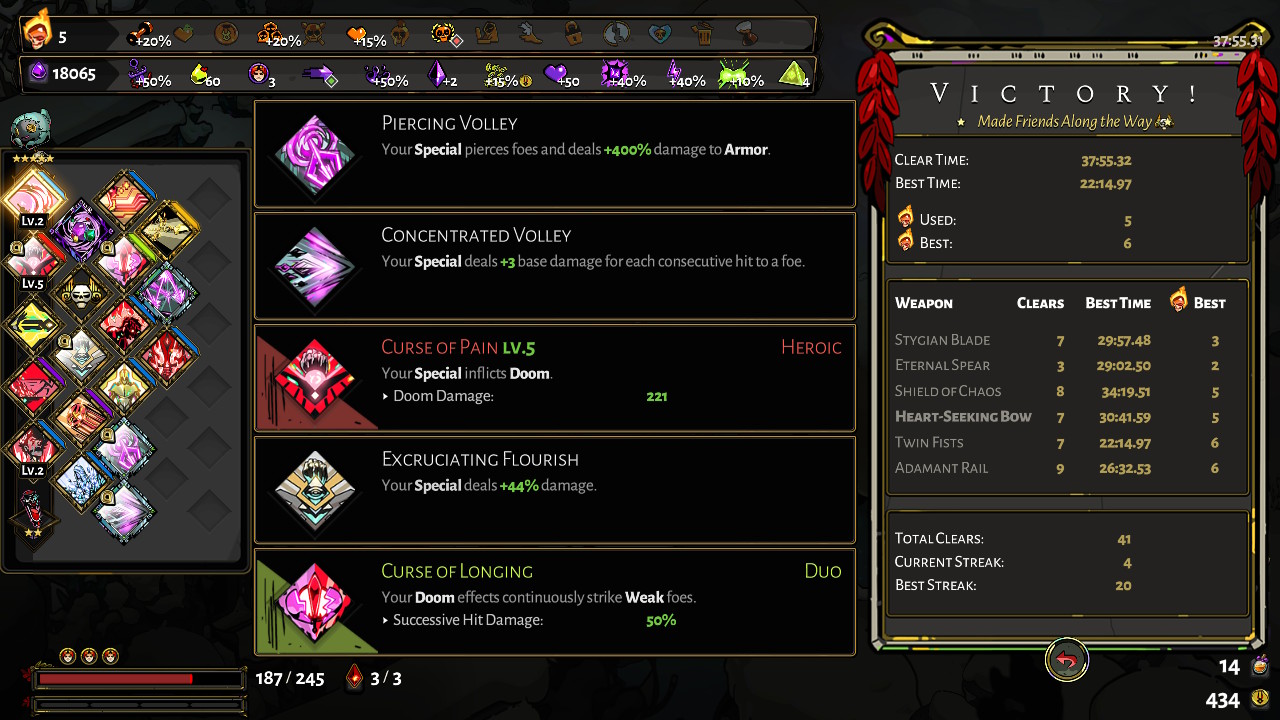 5
+20% +20% +15%
18065
+50% 60 3 +50% +2 +15% +50 +40% +40% +10% 4
37:55.31
Lv.2
Lv.5
Lv.2
PIERCING VOLLEY
Your Special pierces foes and deals +400% damage to Armor.
CONCENTRATED VOLLEY
Your Special deals +3 base damage for each consecutive hit to a foe.
CURSE OF PAIN LV.5 HEROIC
Your Special inflicts Doom.
Doom Damage: 221
EXCRUCIATING FLOURISH
Your Special deals +44% damage.
CURSE OF LONGING DUO
Your Doom effects continuously strike Weak foes.
Successive Hit Damage: 50%
187 / 245 3 / 3
VICTORY!
Made Friends Along the Way
CLEAR TIME: 37:55.32
BEST TIME: 22:14.97
USED: 5
BEST: 6
WEAPON CLEARS BEST TIME BEST
STYGIAN BLADE 7 29:57.48 3
ETERNAL SPEAR 3 29:02.50 2
SHIELD OF CHAOS 8 34:19.51 5
HEART-SEEKING BOW 7 30:41.59 5
TWIN FISTS 7 22:14.97 6
ADAMANT RAIL 9 26:32.53 6
TOTAL CLEARS: 41
CURRENT STREAK: 4
BEST STREAK: 20
14
434